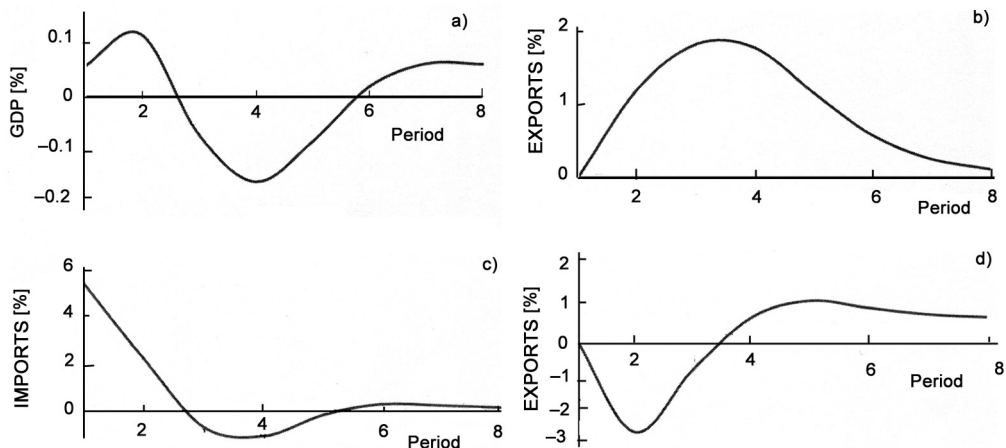 a)
0.1
0
−0.1
−0.2
GDP [%]
2 4 6 8
Period
b)
2
1
0
EXPORTS [%]
2 4 6 8
Period
c)
6
4
2
0
IMPORTS [%]
2 4 6 8
Period
d)
2
1
0
−1
−2
−3
EXPORTS [%]
2 4 6 8
Period